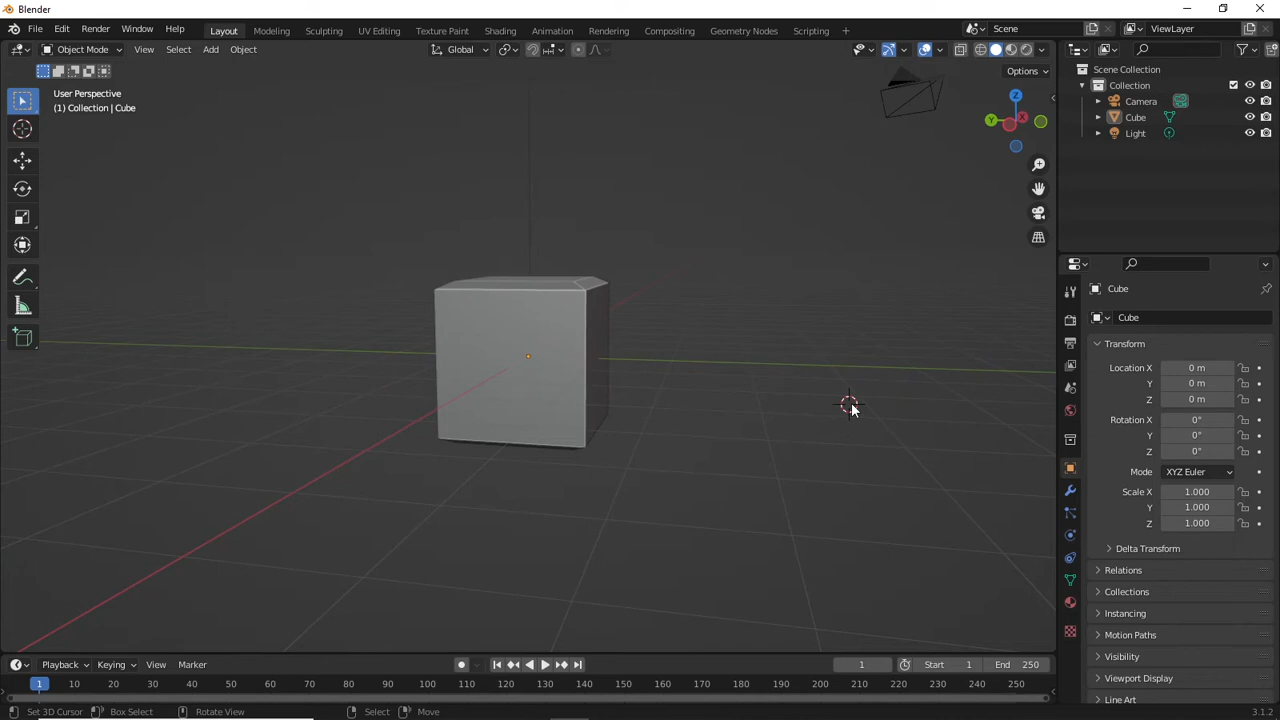 Blender
File Edit Render Window Help Layout Modeling Sculpting UV Editing Texture Paint Shading Animation Rendering Compositing Geometry Nodes Scripting Scene ViewLayer
Object Mode View Select Add Object Global
Options
User Perspective
(1) Collection | Cube
Z
Y
X
Scene Collection
Collection
Camera
Cube
Light
Cube
Cube
Transform
Location X 0 m
Y 0 m
Z 0 m
Rotation X 0°
Y 0°
Z 0°
Mode XYZ Euler
Scale X 1.000
Y 1.000
Z 1.000
Delta Transform
Relations
Collections
Instancing
Motion Paths
Visibility
Viewport Display
Line Art
Playback Keying View Marker 1 Start 1 End 250
1 10 20 30 40 50 60 70 80 90 100 110 120 130 140 150 160 170 180 190 200 210 220 230 240 250
Set 3D Cursor Box Select Rotate View Select Move 3.1.2